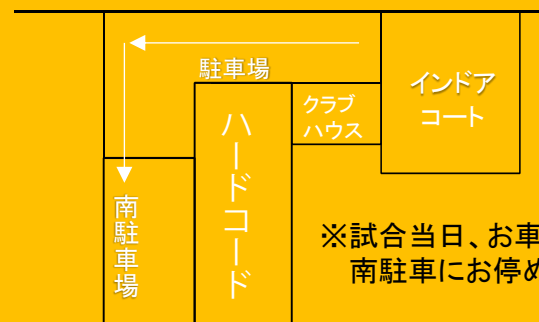 駐車場
インドア
コート
クラブ
ハウス
ハードコード
南駐車場
※試合当日、お車
南駐車にお停め